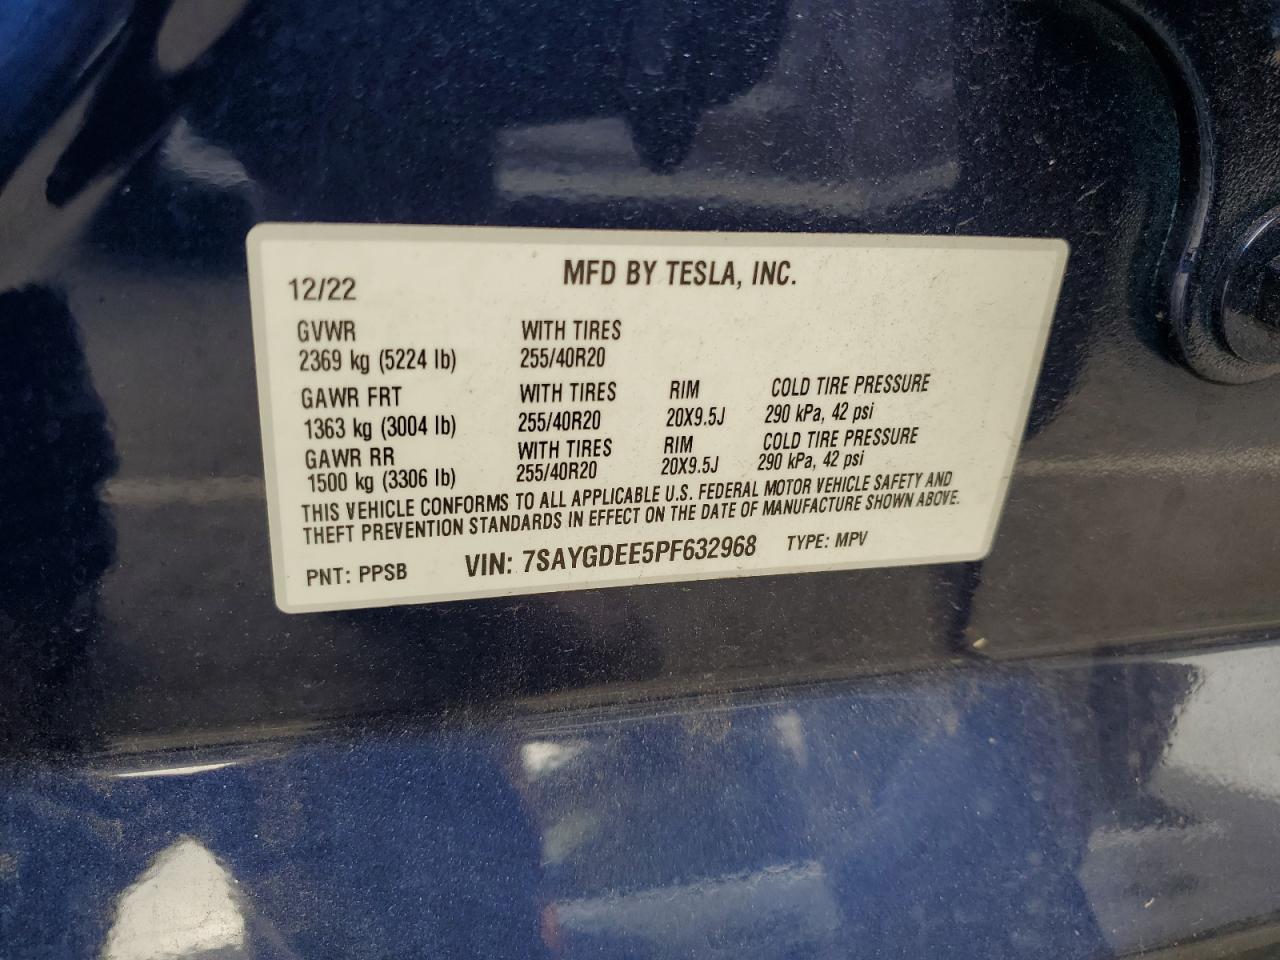 MFD BY TESLA, INC.
12/22
GVWR WITH TIRES
2369 kg (5224 lb) 255/40R20
GAWR FRT WITH TIRES RIM COLD TIRE PRESSURE
1363 kg (3004 lb) 255/40R20 20X9.5J 290 kPa, 42 psi
GAWR RR WITH TIRES RIM COLD TIRE PRESSURE
1500 kg (3306 lb) 255/40R20 20X9.5J 290 kPa, 42 psi
THIS VEHICLE CONFORMS TO ALL APPLICABLE U.S. FEDERAL MOTOR VEHICLE SAFETY AND
THEFT PREVENTION STANDARDS IN EFFECT ON THE DATE OF MANUFACTURE SHOWN ABOVE.
PNT: PPSB VIN: 7SAYGDEE5PF632968 TYPE: MPV